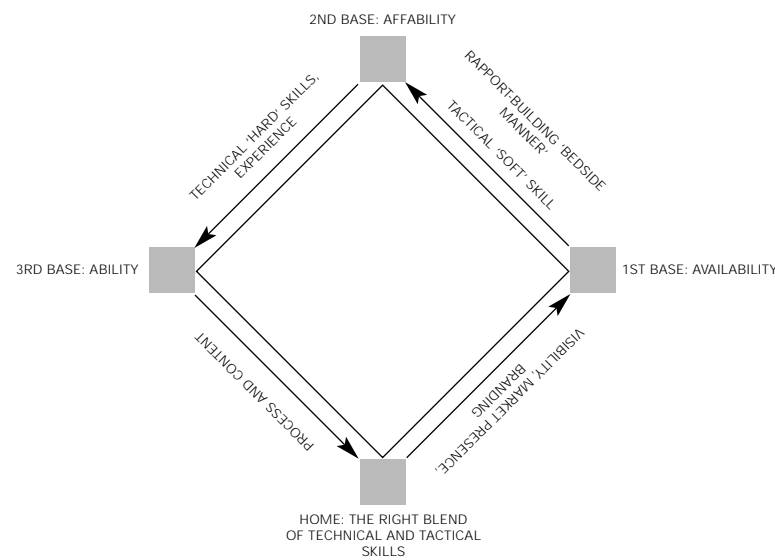 2ND BASE: AFFABILITY
TECHNICAL 'HARD' SKILLS,
EXPERIENCE
RAPPORT-BUILDING 'BEDSIDE
MANNER'
TACTICAL 'SOFT' SKILL
3RD BASE: ABILITY
1ST BASE: AVAILABILITY
PROCESS AND CONTENT
VISIBILITY, MARKET PRESENCE,
BRANDING
HOME: THE RIGHT BLEND
OF TECHNICAL AND TACTICAL
SKILLS